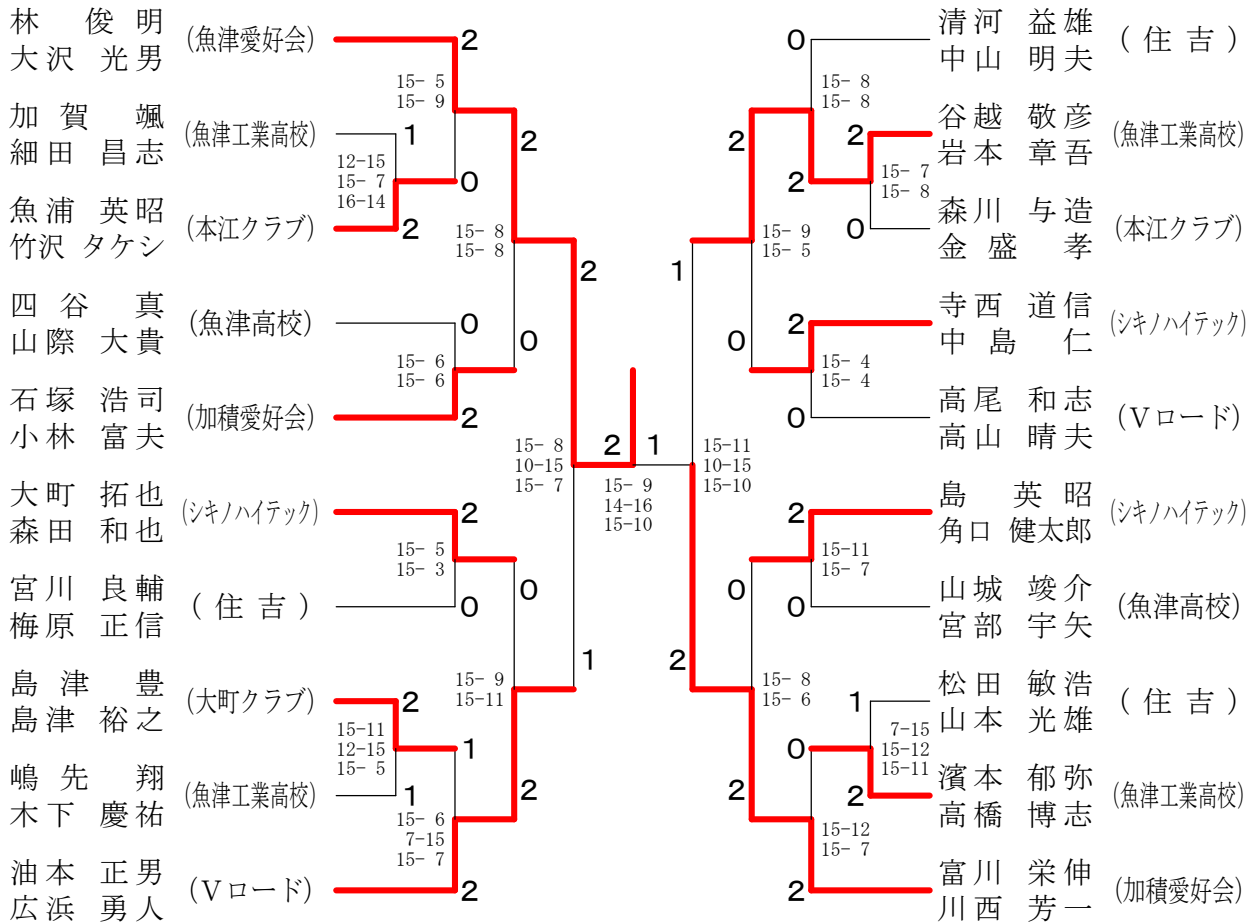 林 俊明
大沢 光男
(魚津愛好会)
2
15- 5
15- 9
加賀 颯
細田 昌志
(魚津工業高校)
1
12-15
15- 7
16-14
0
2
魚浦 英昭
竹沢 タケシ
(本江クラブ)
2
15- 8
15- 8
2
四谷 真
山際 大貴
(魚津高校)
0
0
15- 6
15- 6
石塚 浩司
小林 富夫
(加積愛好会)
2
15- 8
10-15
15- 7
大町 拓也
森田 和也
(シキノハイテック)
2
15- 5
15- 3
0
宮川 良輔
梅原 正信
(住吉)
0
1
15- 9
15-11
島津 豊
島津 裕之
(大町クラブ)
2
15-11
12-15
15- 5
1
2
嶋先 翔
木下 慶祐
(魚津工業高校)
1
15- 6
7-15
15- 7
油本 正男
広浜 勇人
(Vロード)
2
2
1
15- 9
14-16
15-10
0
清河 益雄
中山 明夫
(住吉)
15- 8
15- 8
2
2
谷越 敬彦
岩本 章吾
(魚津工業高校)
2
15- 7
15- 8
0
森川 与造
金盛 孝
(本江クラブ)
15- 9
15- 5
1
2
寺西 道信
中島 仁
(シキノハイテック)
0
15- 4
15- 4
0
高尾 和志
高山 晴夫
(Vロード)
15-11
10-15
15-10
2
島 英昭
角口 健太郎
(シキノハイテック)
15-11
15- 7
0
0
山城 竣介
宮部 宇矢
(魚津高校)
2
15- 8
15- 6
1
松田 敏浩
山本 光雄
(住吉)
7-15
15-12
15-11
0
2
2
濱本 郁弥
高橋 博志
(魚津工業高校)
15-12
15- 7
2
富川 栄伸
川西 芳一
(加積愛好会)